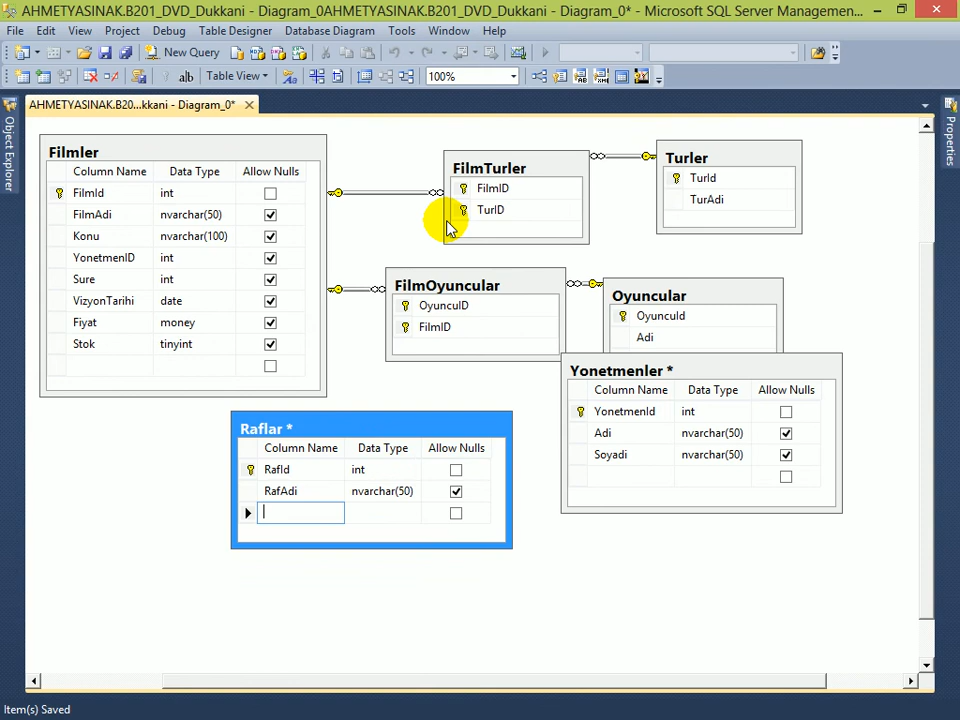 AHMETYASINAK.B201_DVD_Dukkani - Diagram_0AHMETYASINAK.B201_DVD_Dukkani - Diagram_0* - Microsoft SQL Server Managemen...
File Edit View Project Debug Table Designer Database Diagram Tools Window Help
New Query
Table View 100%
AHMETYASINAK.B20...kkani - Diagram_0*
Object Explorer
Properties
Filmler
Column Name Data Type Allow Nulls
FilmId int
FilmAdi nvarchar(50)
Konu nvarchar(100)
YonetmenID int
Sure int
VizyonTarihi date
Fiyat money
Stok tinyint
FilmTurler
FilmID
TurID
Turler
TurId
TurAdi
FilmOyuncular
OyuncuID
FilmID
Oyuncular
OyuncuId
Adi
Yonetmenler *
Column Name Data Type Allow Nulls
YonetmenId int
Adi nvarchar(50)
Soyadi nvarchar(50)
Raflar *
Column Name Data Type Allow Nulls
RafId int
RafAdi nvarchar(50)
Item(s) Saved